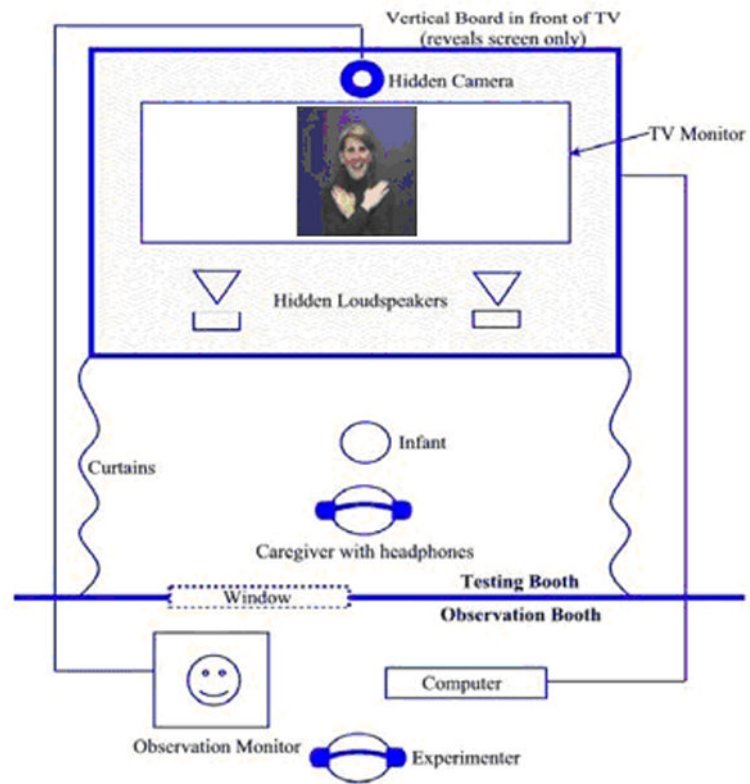 Vertical Board in front of TV
(reveals screen only)
Hidden Camera
TV Monitor
Hidden Loudspeakers
Infant
Curtains
Caregiver with headphones
Testing Booth
Window
Observation Booth
Computer
Observation Monitor
Experimenter